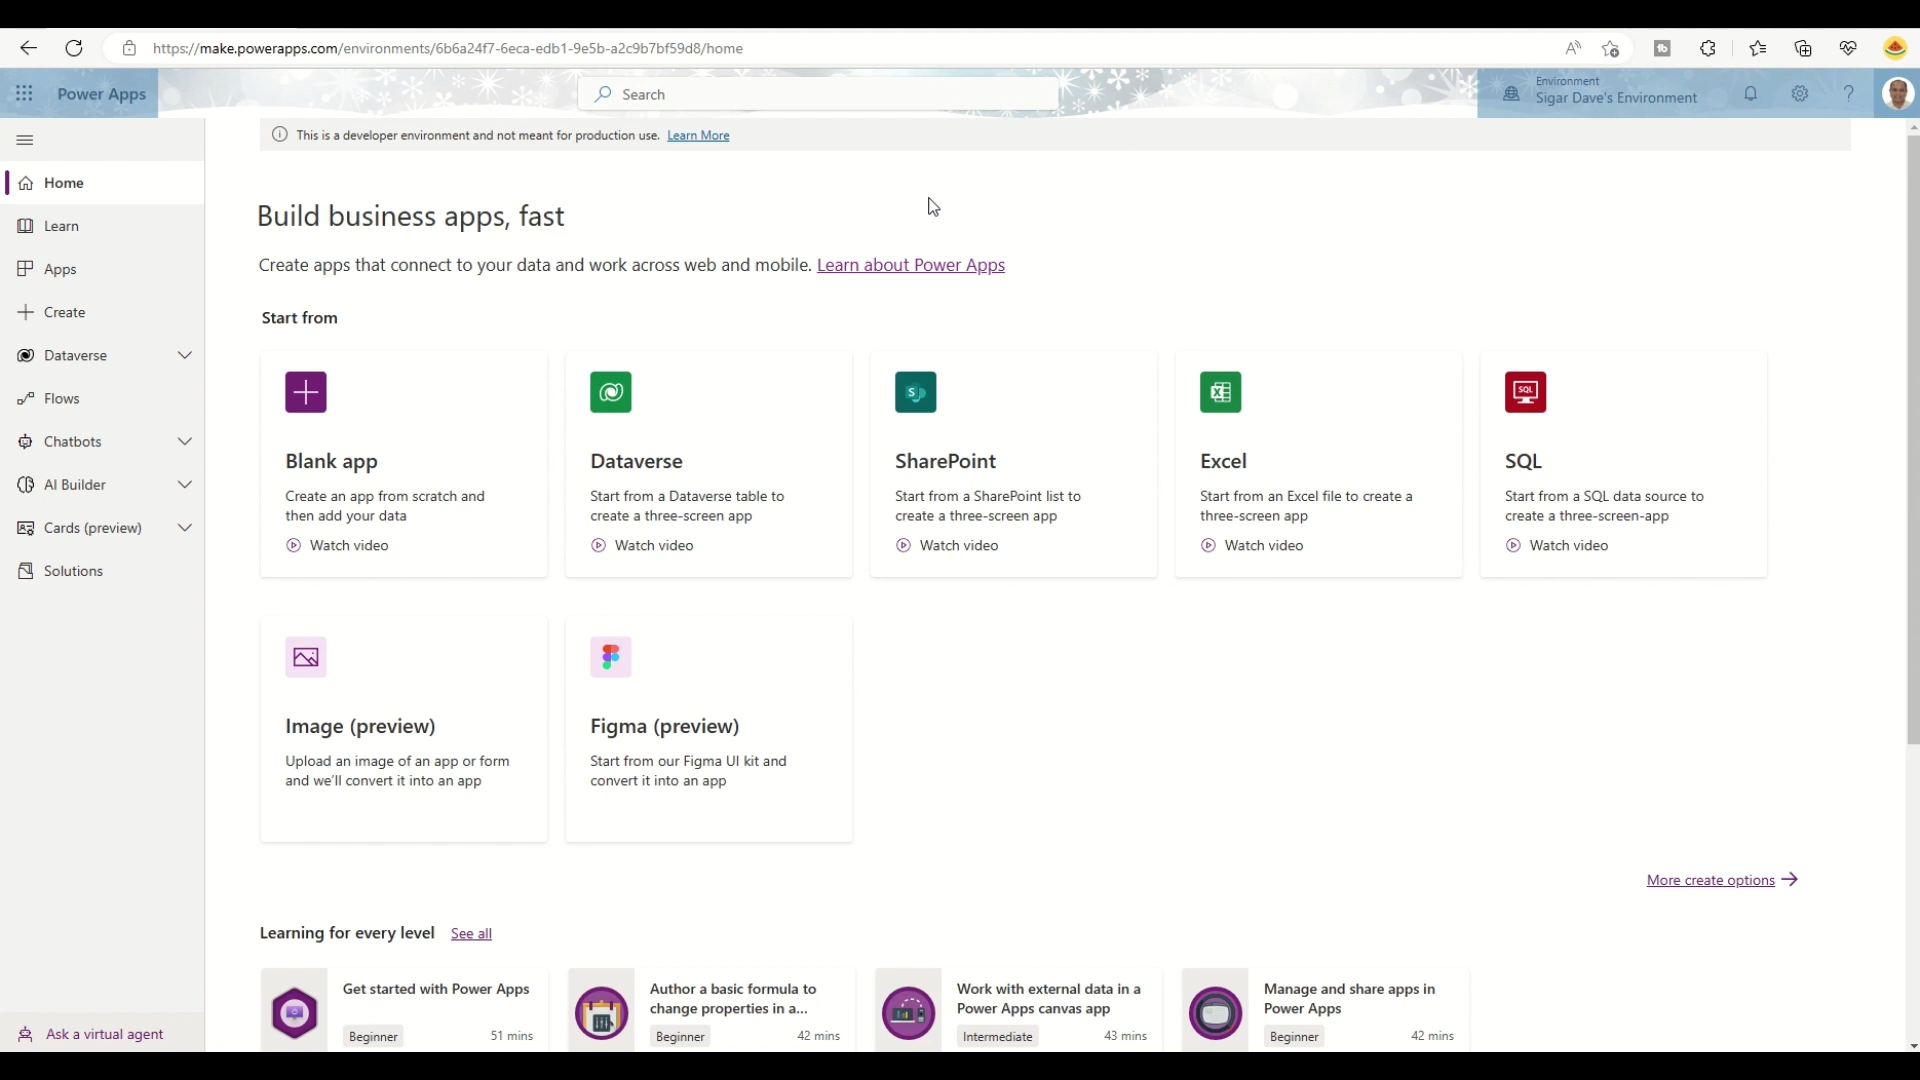 https://make.powerapps.com/environments/6b6a24f7-6eca-edb1-9e5b-a2c9b7bf59d8/home
Power Apps
Search
Environment
Sigar Dave's Environment
This is a developer environment and not meant for production use. Learn More
Home
Learn
Apps
Create
Dataverse
Flows
Chatbots
AI Builder
Cards (preview)
Solutions
Ask a virtual agent
Build business apps, fast
Create apps that connect to your data and work across web and mobile. Learn about Power Apps
Start from
Blank app
Create an app from scratch and
then add your data
Watch video
Dataverse
Start from a Dataverse table to
create a three-screen app
Watch video
SharePoint
Start from a SharePoint list to
create a three-screen app
Watch video
Excel
Start from an Excel file to create a
three-screen app
Watch video
SQL
SQL
Start from a SQL data source to
create a three-screen-app
Watch video
Image (preview)
Upload an image of an app or form
and we'll convert it into an app
Figma (preview)
Start from our Figma UI kit and
convert it into an app
More create options
Learning for every level See all
Get started with Power Apps
Beginner 51 mins
Author a basic formula to
change properties in a...
Beginner 42 mins
Work with external data in a
Power Apps canvas app
Intermediate 43 mins
Manage and share apps in
Power Apps
Beginner 42 mins